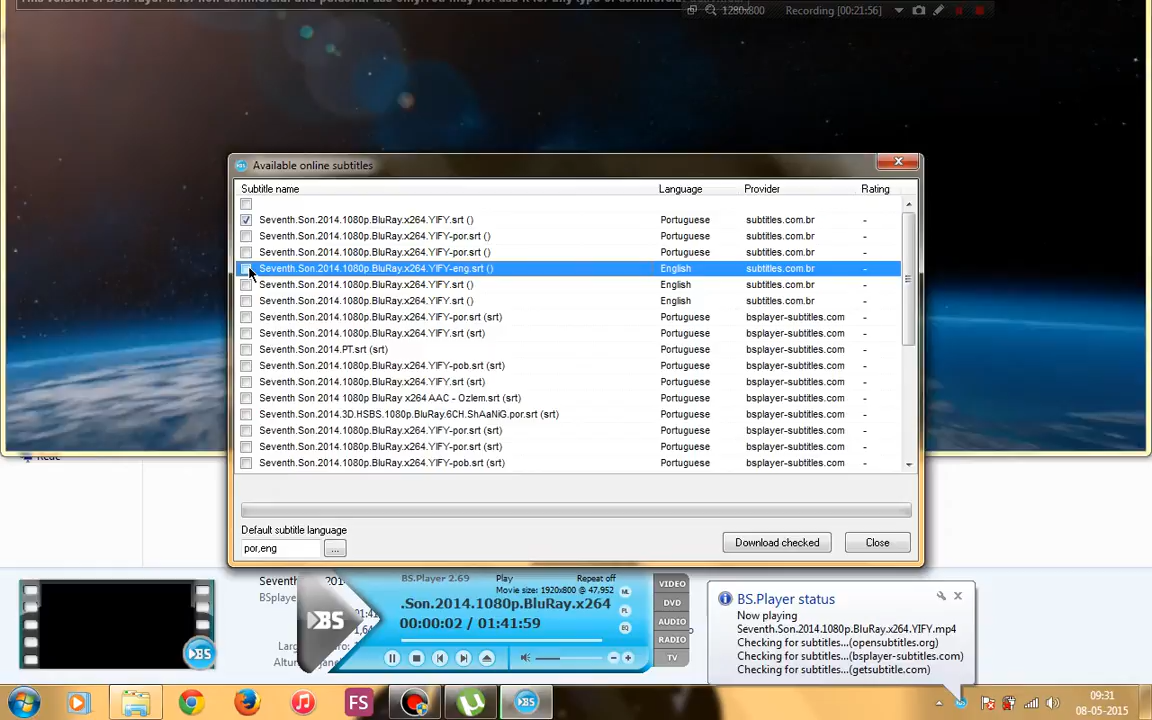 1280x800 Recording [00:21:56]
Available online subtitles
Subtitle name Language Provider Rating
Seventh.Son.2014.1080p.BluRay.x264.YIFY.srt () Portuguese subtitles.com.br -
Seventh.Son.2014.1080p.BluRay.x264.YIFY-por.srt () Portuguese subtitles.com.br -
Seventh.Son.2014.1080p.BluRay.x264.YIFY-por.srt () Portuguese subtitles.com.br -
Seventh.Son.2014.1080p.BluRay.x264.YIFY-eng.srt () English subtitles.com.br -
Seventh.Son.2014.1080p.BluRay.x264.YIFY.srt () English subtitles.com.br -
Seventh.Son.2014.1080p.BluRay.x264.YIFY.srt () English subtitles.com.br -
Seventh.Son.2014.1080p.BluRay.x264.YIFY-por.srt (srt) Portuguese bsplayer-subtitles.com -
Seventh.Son.2014.1080p.BluRay.x264.YIFY.srt (srt) Portuguese bsplayer-subtitles.com -
Seventh.Son.2014.PT.srt (srt) Portuguese bsplayer-subtitles.com -
Seventh.Son.2014.1080p.BluRay.x264.YIFY-pob.srt (srt) Portuguese bsplayer-subtitles.com -
Seventh.Son.2014.1080p.BluRay.x264.YIFY.srt (srt) Portuguese bsplayer-subtitles.com -
Seventh Son 2014 1080p BluRay x264 AAC - Ozlem.srt (srt) Portuguese bsplayer-subtitles.com -
Seventh.Son.2014.3D.HSBS.1080p.BluRay.6CH.ShAaNiG.por.srt (srt) Portuguese bsplayer-subtitles.com -
Seventh.Son.2014.1080p.BluRay.x264.YIFY-por.srt (srt) Portuguese bsplayer-subtitles.com -
Seventh.Son.2014.1080p.BluRay.x264.YIFY-por.srt (srt) Portuguese bsplayer-subtitles.com -
Seventh.Son.2014.1080p.BluRay.x264.YIFY-pob.srt (srt) Portuguese bsplayer-subtitles.com -
Default subtitle language
por,eng ... Download checked Close
BS.Player 2.69 Play Repeat off
Movie size: 1920x800 @ 47,952
.Son.2014.1080p.BluRay.x264
00:00:02 / 01:41:59
BS
ML
PL
EQ
VIDEO
DVD
AUDIO
RADIO
TV
BS.Player status
Now playing
Seventh.Son.2014.1080p.BluRay.x264.YIFY.mp4
Checking for subtitles...(opensubtitles.org)
Checking for subtitles...(bsplayer-subtitles.com)
Checking for subtitles...(getsubtitle.com)
FS
BS
09:31
08-05-2015